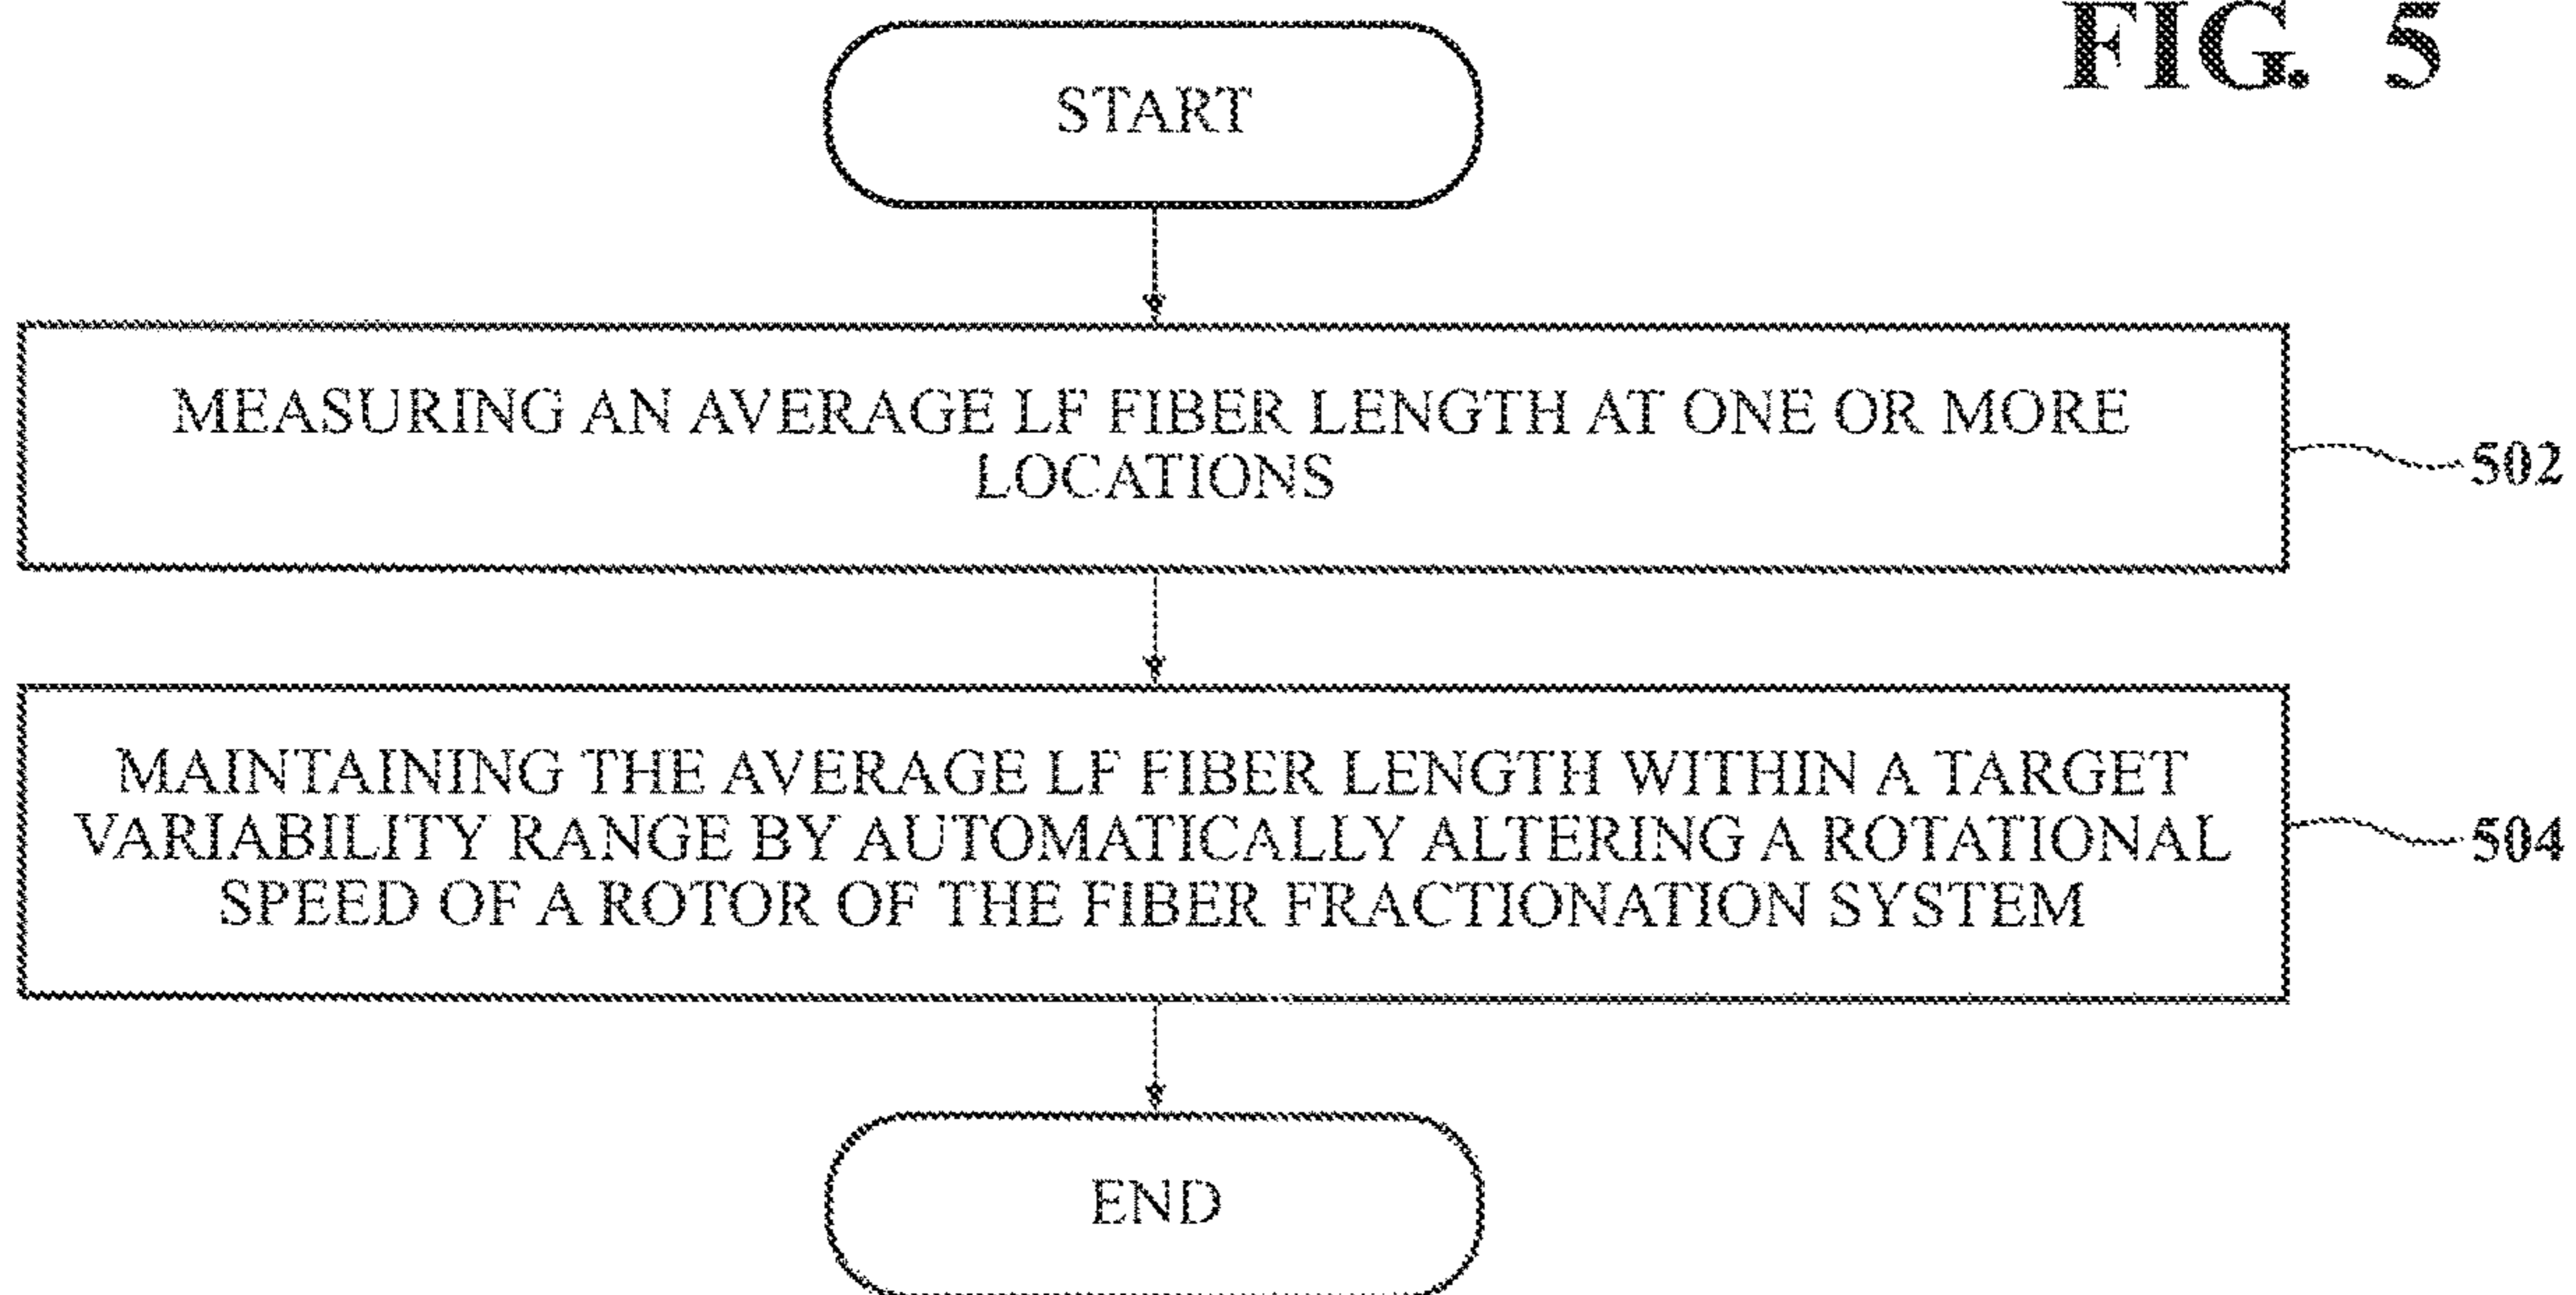 FIG. 5
START
MEASURING AN AVERAGE LF FIBER LENGTH AT ONE OR MORE
LOCATIONS
502
MAINTAINING THE AVERAGE LF FIBER LENGTH WITHIN A TARGET
VARIABILITY RANGE BY AUTOMATICALLY ALTERING A ROTATIONAL
SPEED OF A ROTOR OF THE FIBER FRACTIONATION SYSTEM
504
END